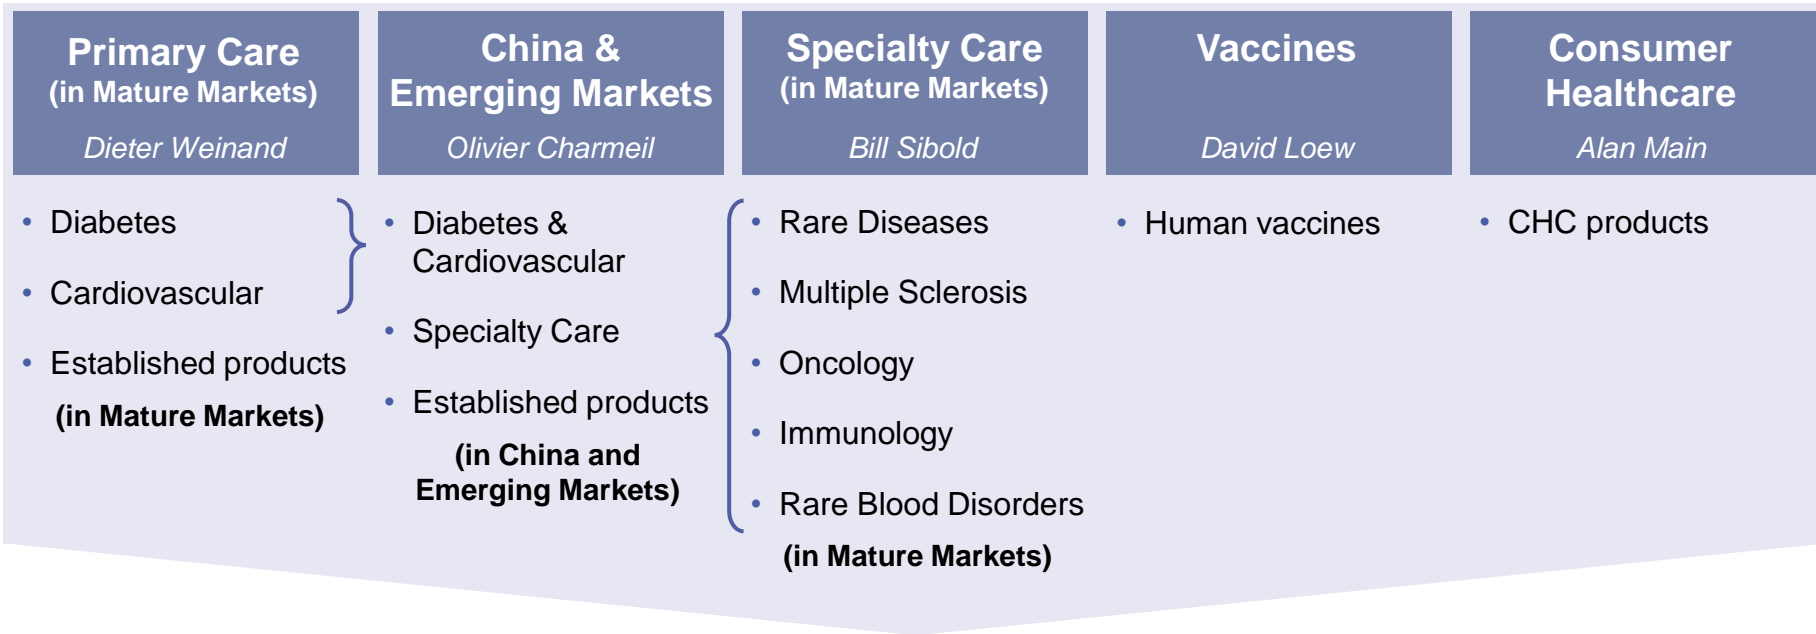 Primary Care
(in Mature Markets)
Dieter Weinand
• Diabetes
• Cardiovascular
• Established products
(in Mature Markets)
China &
Emerging Markets
Olivier Charmeil
• Diabetes &
Cardiovascular
• Specialty Care
• Established products
(in China and
Emerging Markets)
Specialty Care
(in Mature Markets)
Bill Sibold
• Rare Diseases
• Multiple Sclerosis
• Oncology
• Immunology
• Rare Blood Disorders
(in Mature Markets)
Vaccines
David Loew
• Human vaccines
Consumer
Healthcare
Alan Main
• CHC products